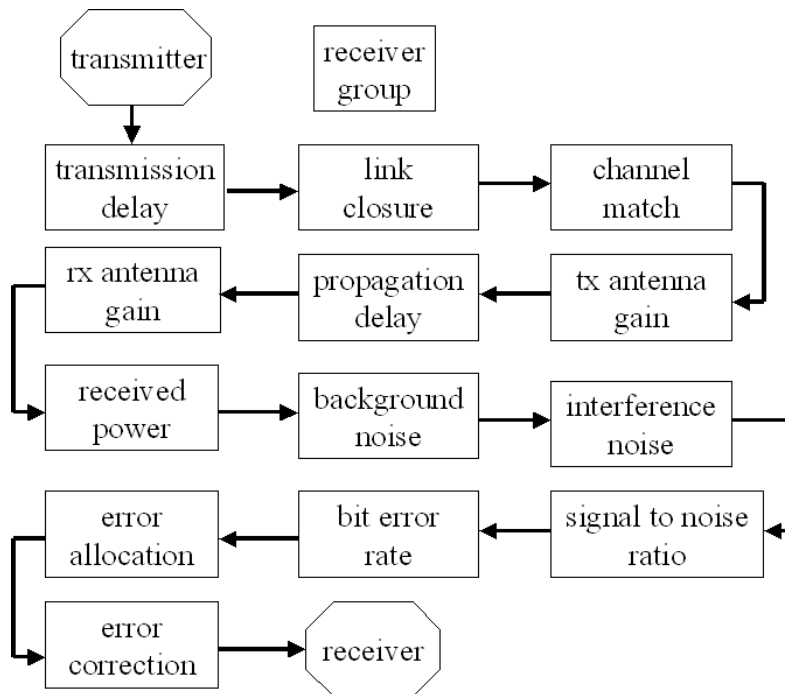 transmitter
receiver
group
transmission
delay
link
closure
channel
match
tx antenna
gain
propagation
delay
rx antenna
gain
received
power
background
noise
interference
noise
signal to noise
ratio
bit error
rate
error
allocation
error
correction
receiver